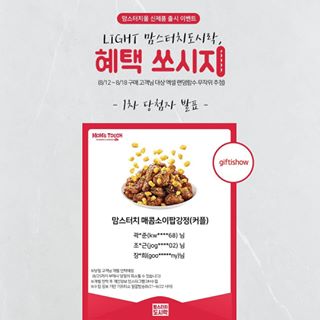 맘스터치몰 신제품 출시 이벤트
LIGHT 맘스터치도시락,
혜택 쏘시지
(8/12 ~ 8/18 구매 고객님 대상 엑셀 랜덤함수 무작위 추첨)
- 1차 당첨자 발표 -
MOM'S TOUCH
giftishow
맘스터치 매콤소이팝강정(커플)
곽*준(kw****68) 님
조*근(jog****02) 님
장*희(goo*****ny)님
맘스터치
도시락